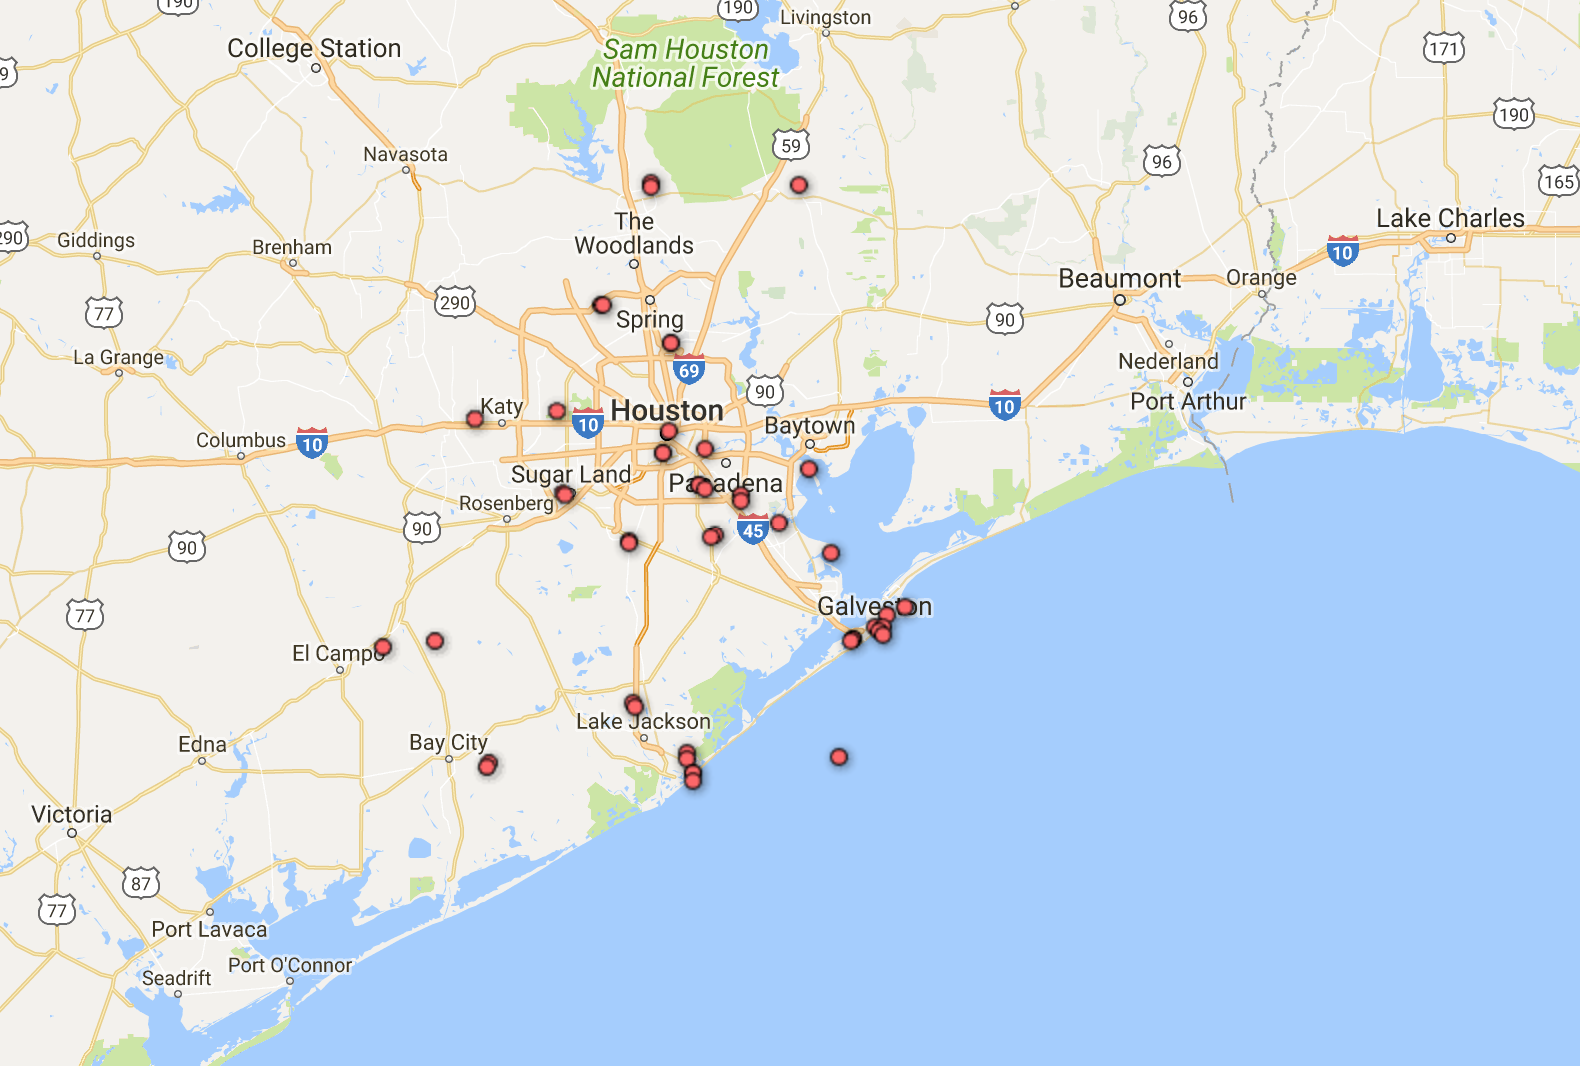 190
190
Livingston
96
College Station
Sam Houston
National Forest
171
9
190
59
Navasota
96
165
The
Woodlands
Lake Charles
290
Giddings
Brenham
10
Beaumont
Orange
290
77
90
Spring
La Grange
Nederland
69
90
Port Arthur
Katy
Houston
10
10
Baytown
Columbus
10
Sugar Land
Pasadena
Rosenberg
90
45
90
77
Galveston
El Campo
Lake Jackson
Edna
Bay City
Victoria
87
77
Port Lavaca
Port O'Connor
Seadrift